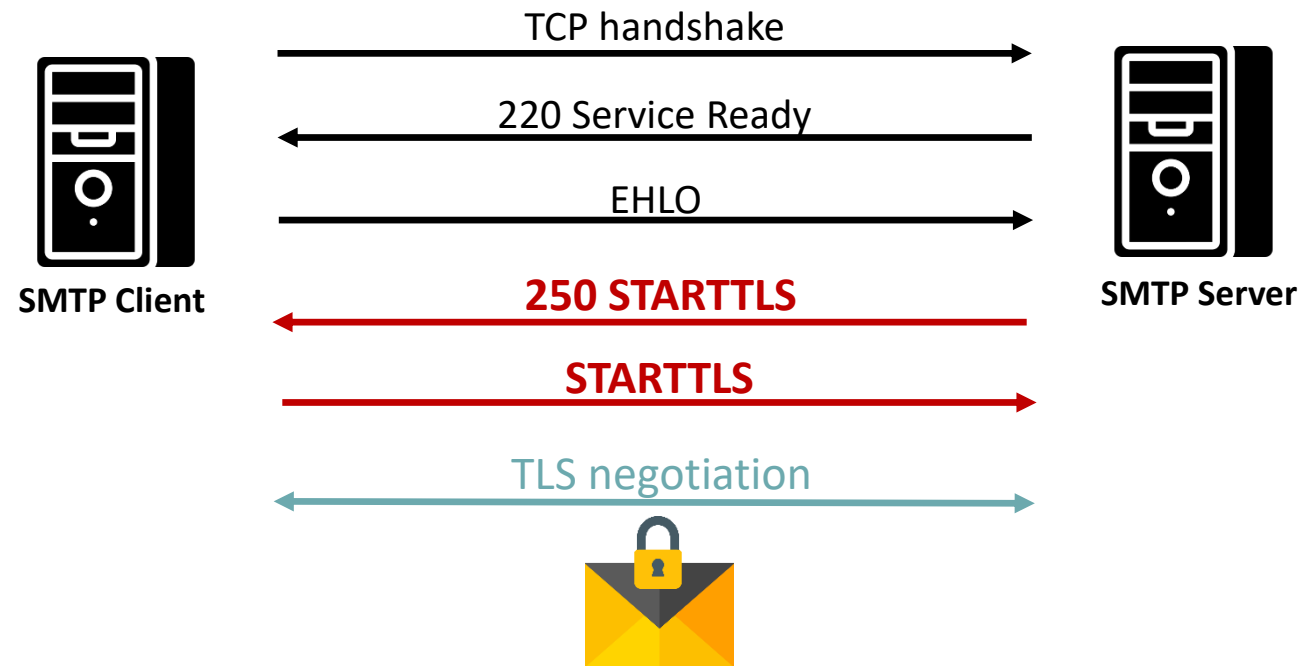 TCP handshake
220 Service Ready
EHLO
SMTP Client
250 STARTTLS
SMTP Server
STARTTLS
TLS negotiation